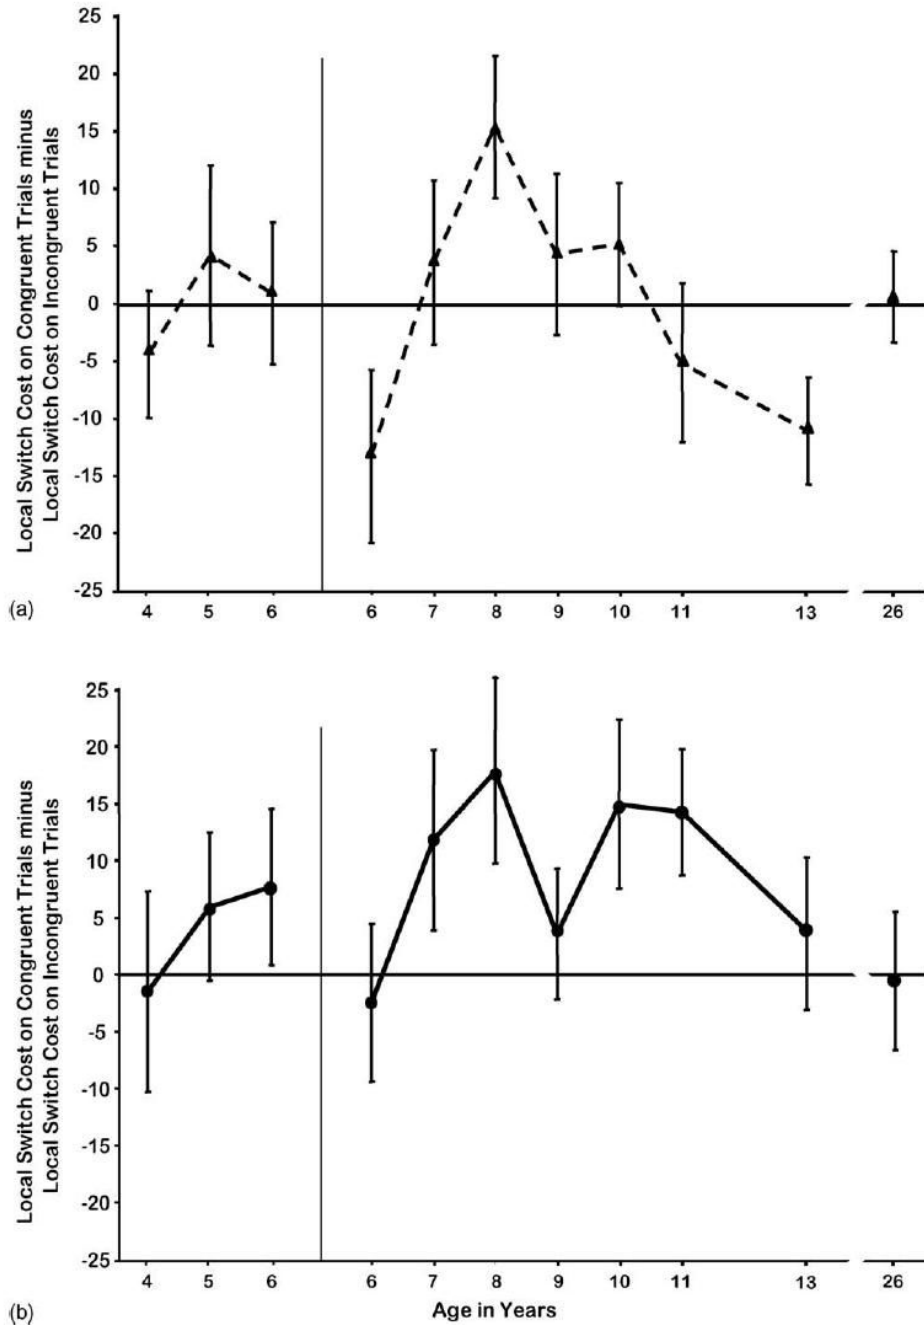 Local Switch Cost on Congruent Trials minus
Local Switch Cost on Incongruent Trials
25
20
15
10
5
0
-5
-10
-15
-20
-25
4 5 6 6 7 8 9 10 11 13 26
(a)
Local Switch Cost on Congruent Trials minus
Local Switch Cost on Incongruent Trials
25
20
15
10
5
0
-5
-10
-15
-20
-25
4 5 6 6 7 8 9 10 11 13 26
Age in Years
(b)